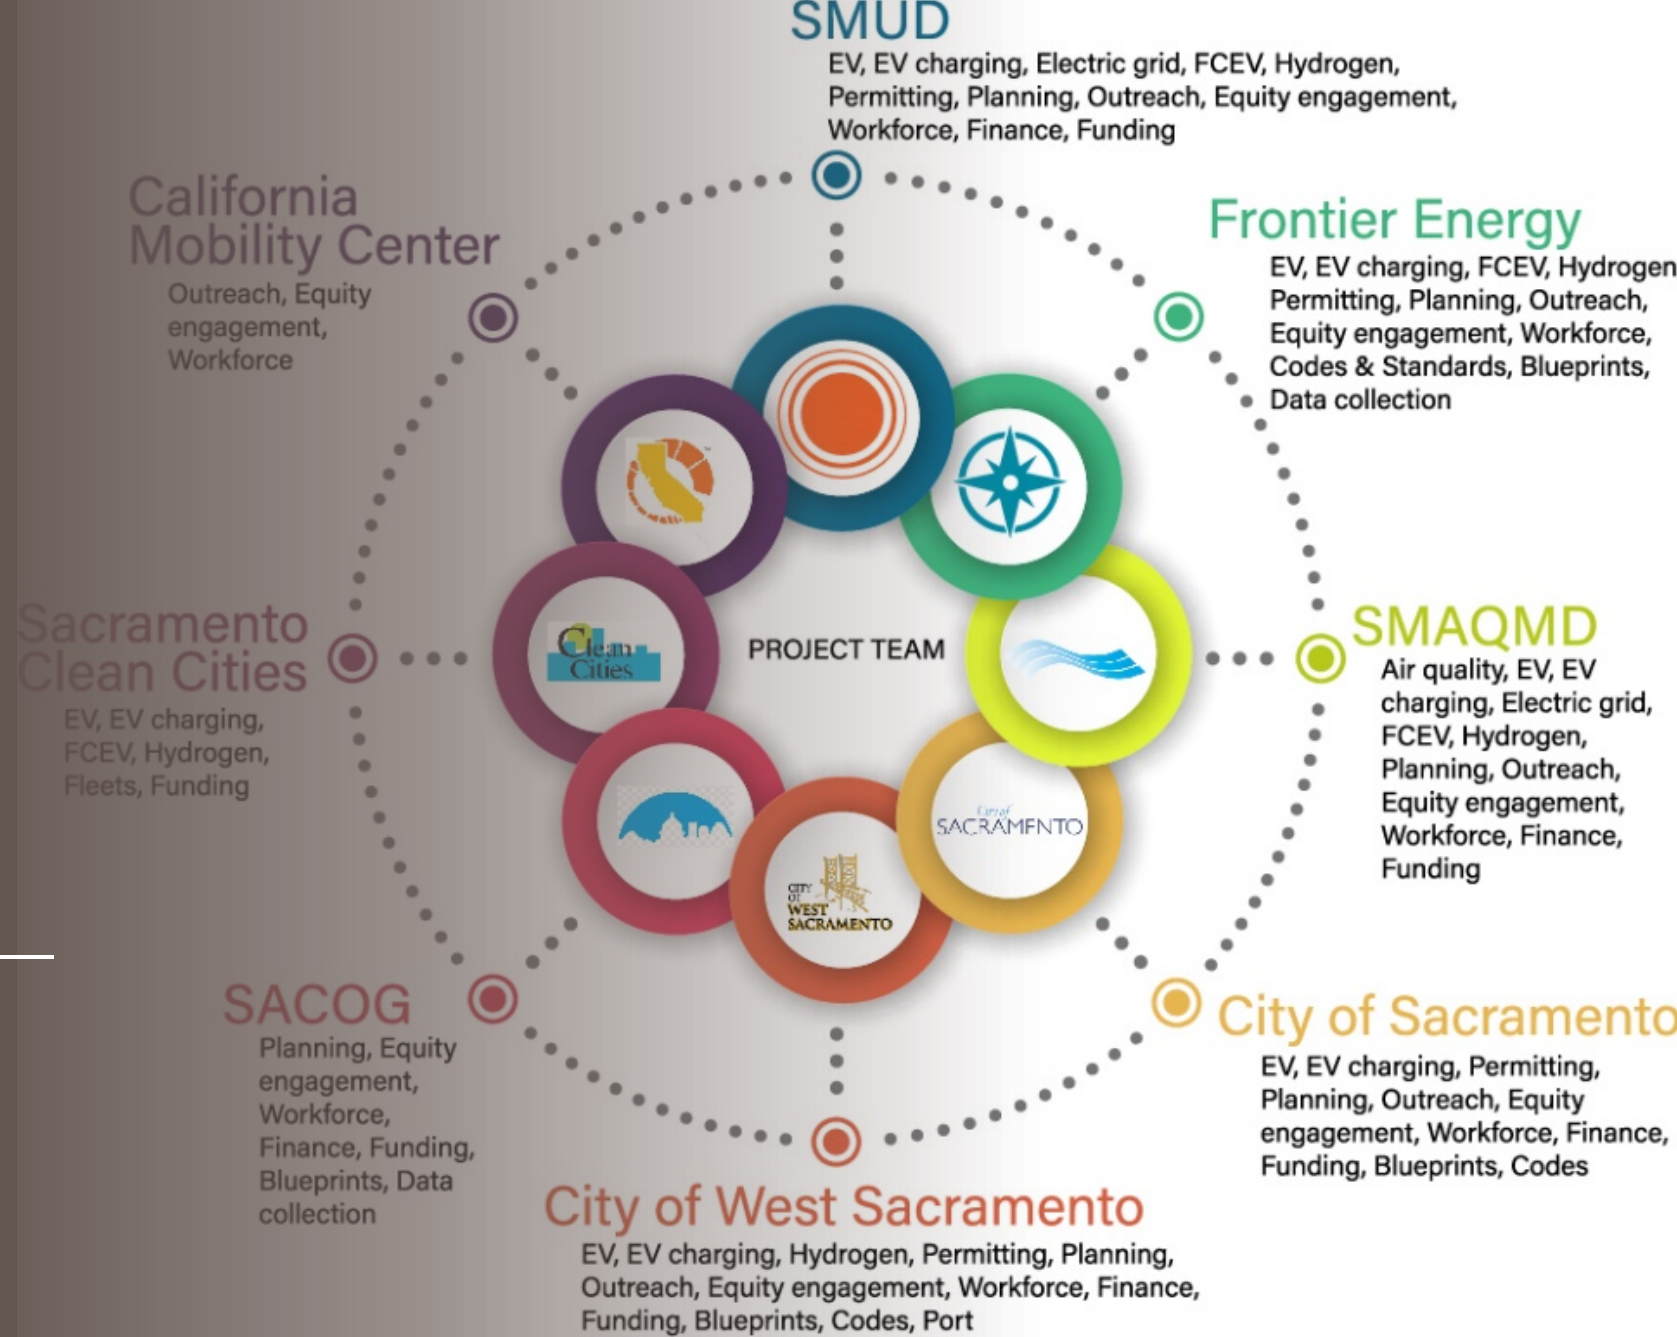 SMUD
EV, EV charging, Electric grid, FCEV, Hydrogen,
Permitting, Planning, Outreach, Equity engagement,
Workforce, Finance, Funding
California
Mobility Center
Outreach, Equity
engagement,
Workforce
Frontier Energy
EV, EV charging, FCEV, Hydrogen
Permitting, Planning, Outreach,
Equity engagement, Workforce,
Codes & Standards, Blueprints,
Data collection
Sacramento
Clean Cities
EV, EV charging,
FCEV, Hydrogen,
Fleets, Funding
Clean
Cities
PROJECT TEAM
SMAQMD
Air quality, EV, EV
charging, Electric grid,
FCEV, Hydrogen,
Planning, Outreach,
Equity engagement,
Workforce, Finance,
Funding
City of
SACRAMENTO
CITY
OF
WEST
SACRAMENTO
SACOG
Planning, Equity
engagement,
Workforce,
Finance, Funding,
Blueprints, Data
collection
City of Sacramento
EV, EV charging, Permitting,
Planning, Outreach, Equity
engagement, Workforce, Finance,
Funding, Blueprints, Codes
City of West Sacramento
EV, EV charging, Hydrogen, Permitting, Planning,
Outreach, Equity engagement, Workforce, Finance,
Funding, Blueprints, Codes, Port